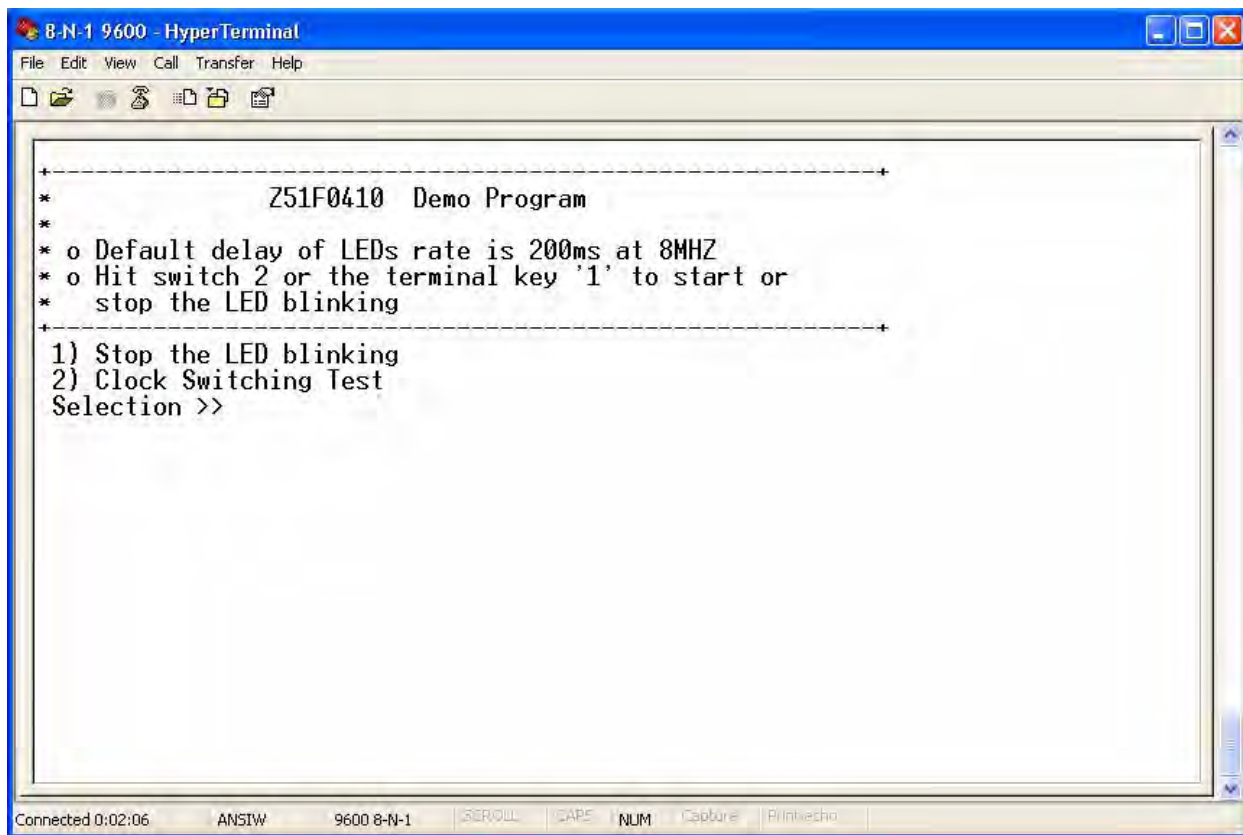 8-N-1 9600 - HyperTerminal
File Edit View Call Transfer Help
+----------------------------------------------------------+
* Z51F0410 Demo Program
*
* o Default delay of LEDs rate is 200ms at 8MHZ
* o Hit switch 2 or the terminal key '1' to start or
* stop the LED blinking
+----------------------------------------------------------+
1) Stop the LED blinking
2) Clock Switching Test
Selection >>
Connected 0:02:06 ANSIW 9600 8-N-1 SCROLL CAPS NUM Capture Print echo